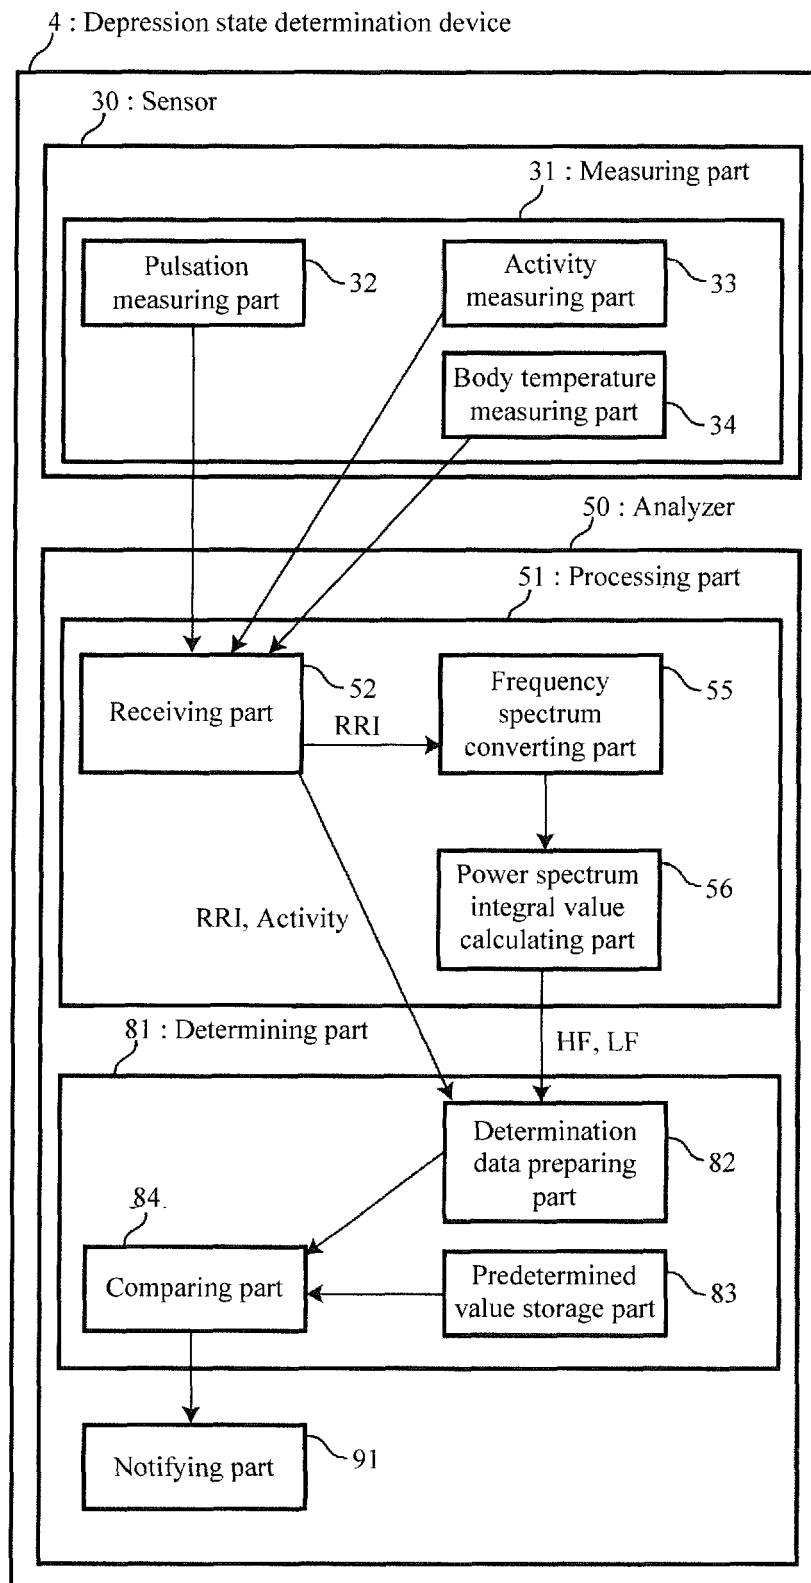 4 : Depression state determination device
30 : Sensor
31 : Measuring part
Pulsation
measuring part
32
Activity
measuring part
33
Body temperature
measuring part
34
50 : Analyzer
51 : Processing part
Receiving part
52
RRI
Frequency
spectrum
converting part
55
Power spectrum
integral value
calculating part
56
RRI, Activity
HF, LF
81 : Determining part
Determination
data preparing
part
82
84
Comparing part
Predetermined
value storage part
83
Notifying part
91